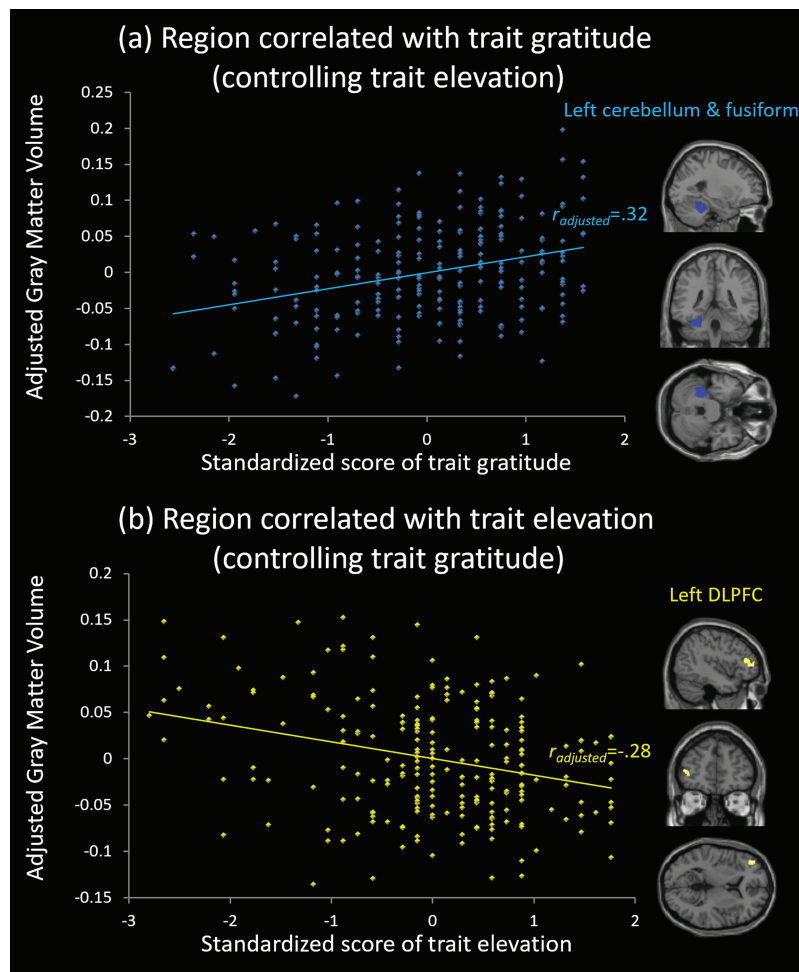 (a) Region correlated with trait gratitude
(controlling trait elevation)
Left cerebellum & fusiform
Adjusted Gray Matter Volume
0.25
0.2
0.15
0.1
0.05
0
-0.05
-0.1
-0.15
-0.2
r adjusted=.32
-3
-2
-1
0
1
2
Standardized score of trait gratitude
(b) Region correlated with trait elevation
(controlling trait gratitude)
Left DLPFC
Adjusted Gray Matter Volume
0.2
0.15
0.1
0.05
0
-0.05
-0.1
-0.15
r adjusted=-.28
-3
-2
-1
0
1
2
Standardized score of trait elevation